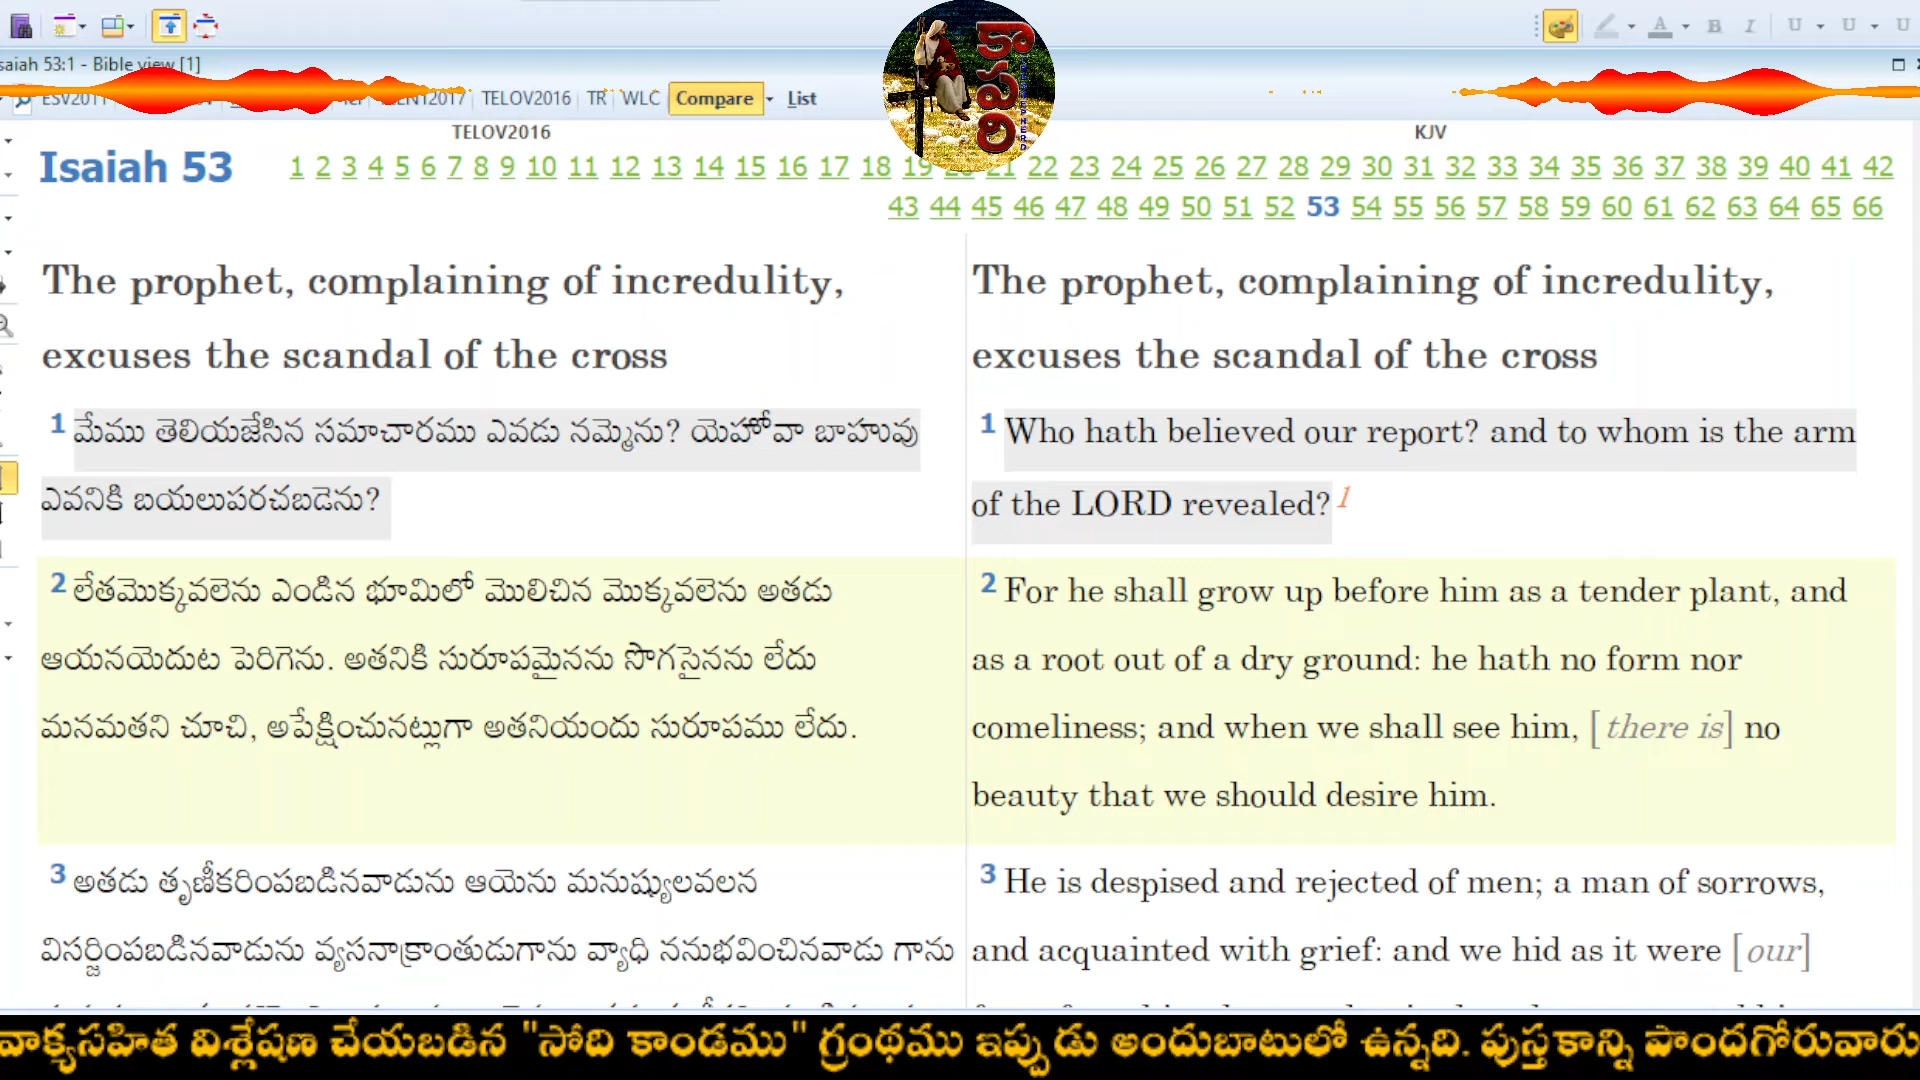 saiah 53:1 - Bible view [1]
TELOV2016 TR WLC Compare List
TELOV2016 KJV
Isaiah 53 1 2 3 4 5 6 7 8 9 10 11 12 13 14 15 16 17 18 19 20 21 22 23 24 25 26 27 28 29 30 31 32 33 34 35 36 37 38 39 40 41 42
43 44 45 46 47 48 49 50 51 52 53 54 55 56 57 58 59 60 61 62 63 64 65 66
కాపరి
The prophet, complaining of incredulity,
excuses the scandal of the cross
1 మేము తెలియజేసిన సమాచారము ఎవడు నమ్మెను? యెహోవా బాహువు
ఎవనికి బయలుపరచబడెను?
2 లేతమొక్కవలెను ఎండిన భూమిలో మొలిచిన మొక్కవలెను అతడు
ఆయనయెదుట పెరిగెను. అతనికి సురూపమైనను సొగసైనను లేదు
మనమతని చూచి, అపేక్షించునట్లుగా అతనియందు సురూపము లేదు.
3 అతడు తృణీకరింపబడినవాడును ఆయెను మనుష్యులవలన
విసర్జింపబడినవాడును వ్యసనాక్రాంతుడుగాను వ్యాధి ననుభవించినవాడు గాను
The prophet, complaining of incredulity,
excuses the scandal of the cross
1 Who hath believed our report? and to whom is the arm
of the LORD revealed? 1
2 For he shall grow up before him as a tender plant, and
as a root out of a dry ground: he hath no form nor
comeliness; and when we shall see him, [there is] no
beauty that we should desire him.
3 He is despised and rejected of men; a man of sorrows,
and acquainted with grief: and we hid as it were [our]
వాక్యసహిత విశ్లేషణ చేయబడిన "సోది కాండము" గ్రంథము ఇప్పుడు అందుబాటులో ఉన్నది. పుస్తకాన్ని పొందగోరువారు